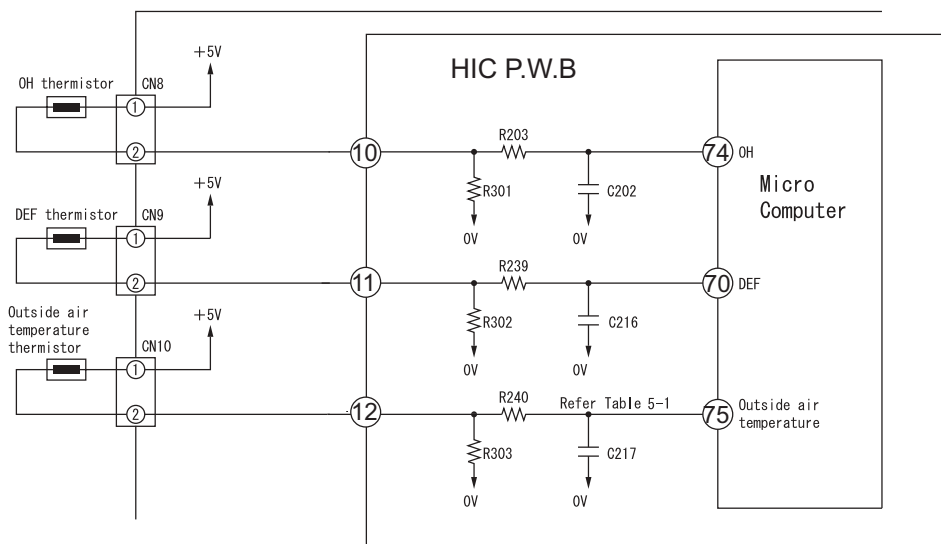 HIC P.W.B
+5V
OH thermistor
CN8
1
2
10
R203
R301
C202
0V
0V
74
OH
Micro
Computer
+5V
DEF thermistor
CN9
1
2
11
R239
R302
C216
0V
0V
70
DEF
+5V
Outside air
temperature
thermistor
CN10
1
2
12
R240
Refer Table 5-1
R303
C217
0V
0V
75
Outside air
temperature